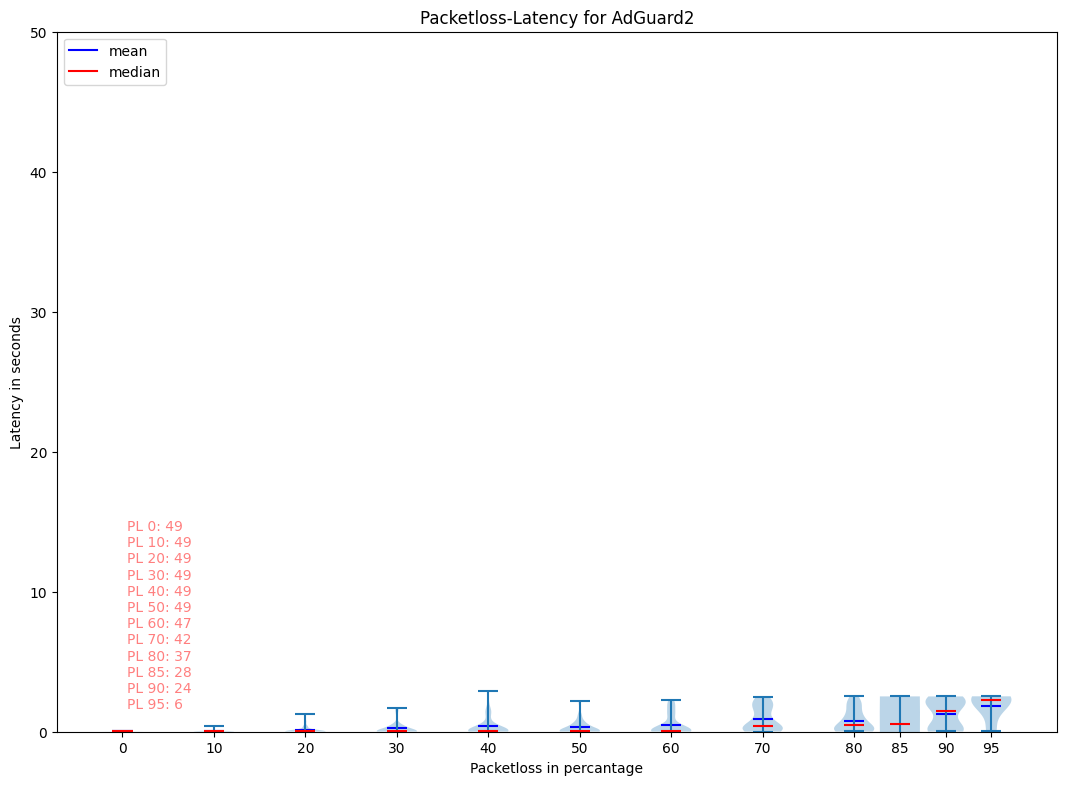 Packetloss-Latency for AdGuard2
mean
median
50
40
30
20
10
0
Latency in seconds
PL 0: 49
PL 10: 49
PL 20: 49
PL 30: 49
PL 40: 49
PL 50: 49
PL 60: 47
PL 70: 42
PL 80: 37
PL 85: 28
PL 90: 24
PL 95: 6
0 10 20 30 40 50 60 70 80 85 90 95
Packetloss in percantage